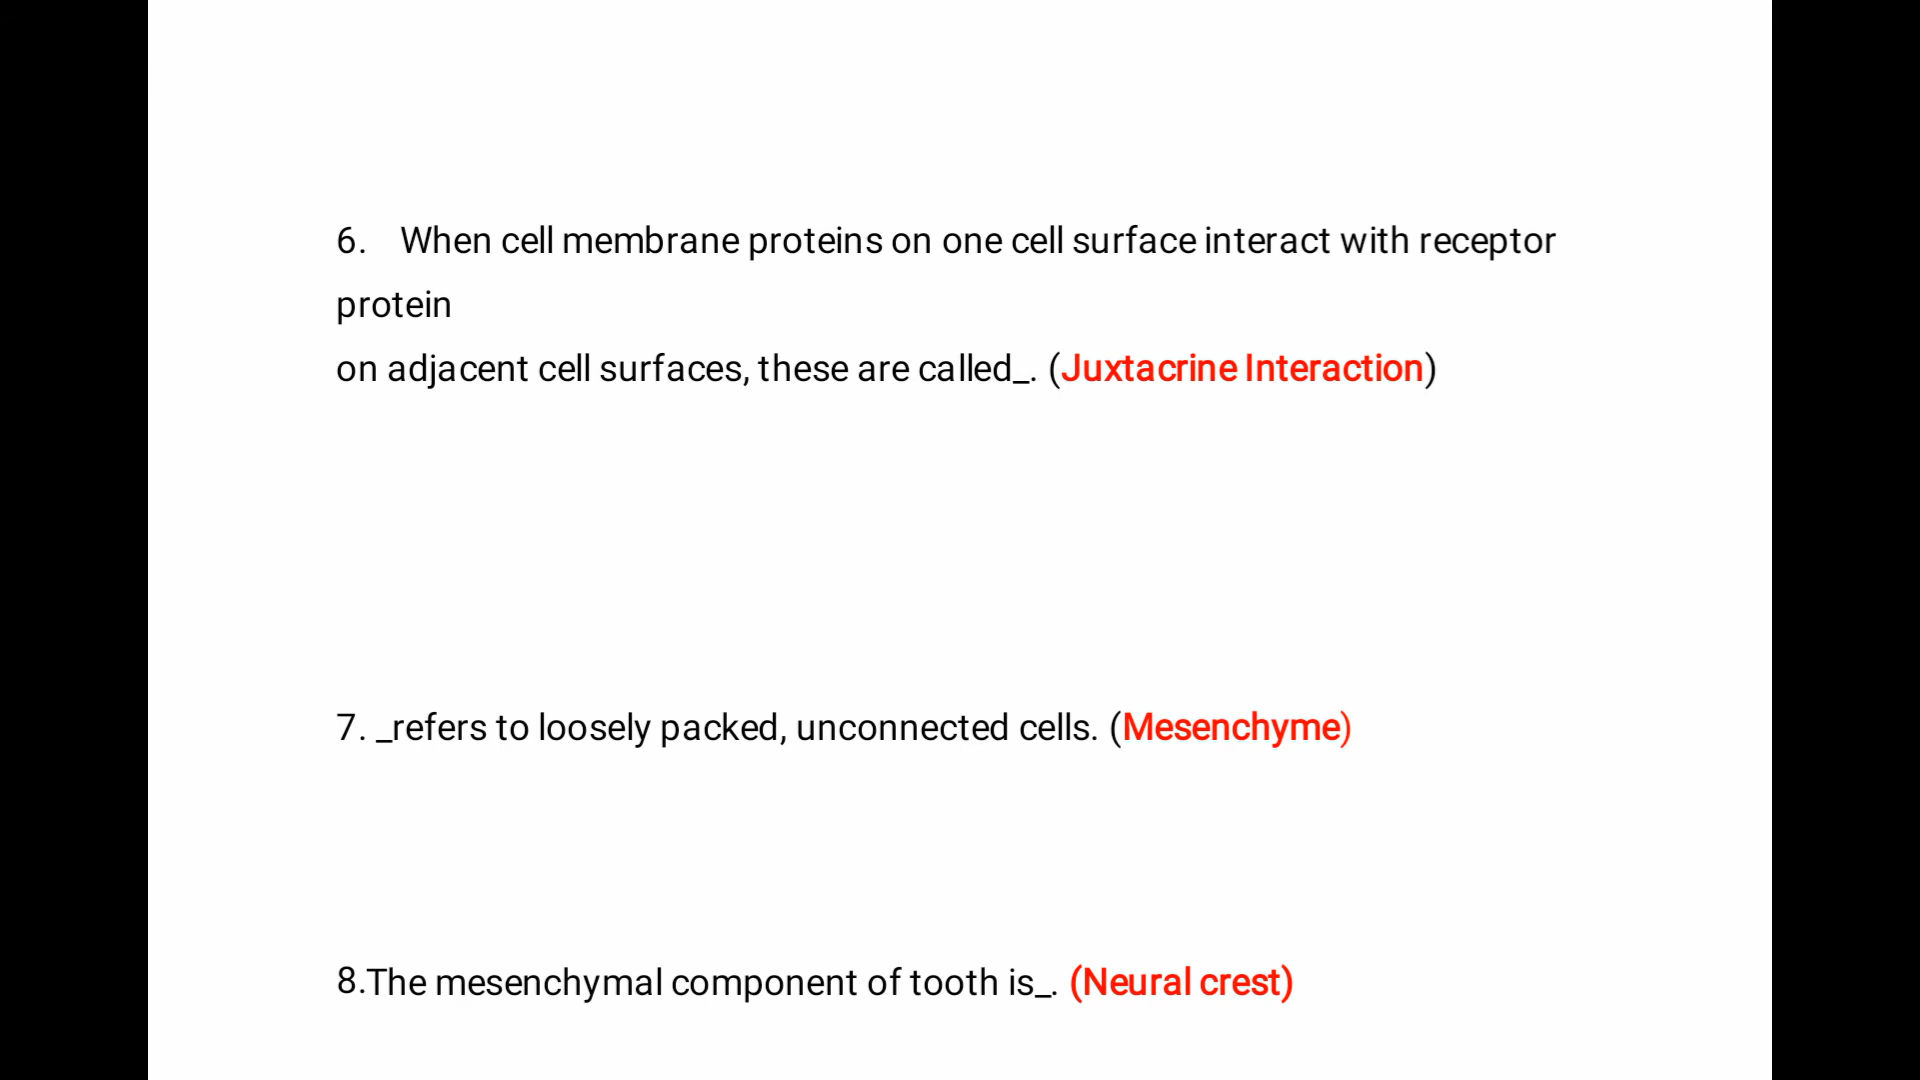 6. When cell membrane proteins on one cell surface interact with receptor
protein
on adjacent cell surfaces, these are called_. (Juxtacrine Interaction)
7. _refers to loosely packed, unconnected cells. (Mesenchyme)
8.The mesenchymal component of tooth is_. (Neural crest)